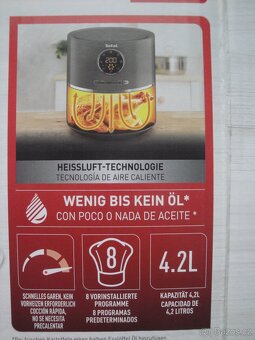 Tefal
200
HEISSLUFT-TECHNOLOGIE
TECNOLOGÍA DE AIRE CALIENTE
WENIG BIS KEIN ÖL*
CON POCO O NADA DE ACEITE *
SCHNELLES GAREN, KEIN
VORHEIZEN ERFORDERLICH
COCCIÓN RÁPIDA,
NO SE NECESITA
PRECALENTAR
8
8 VORINSTALLIERTE
PROGRAMME
8 PROGRAMAS
PREDETERMINADOS
4.2L
KAPAZITÄT 4,2L
CAPACIDAD DE
4,2 LITROS